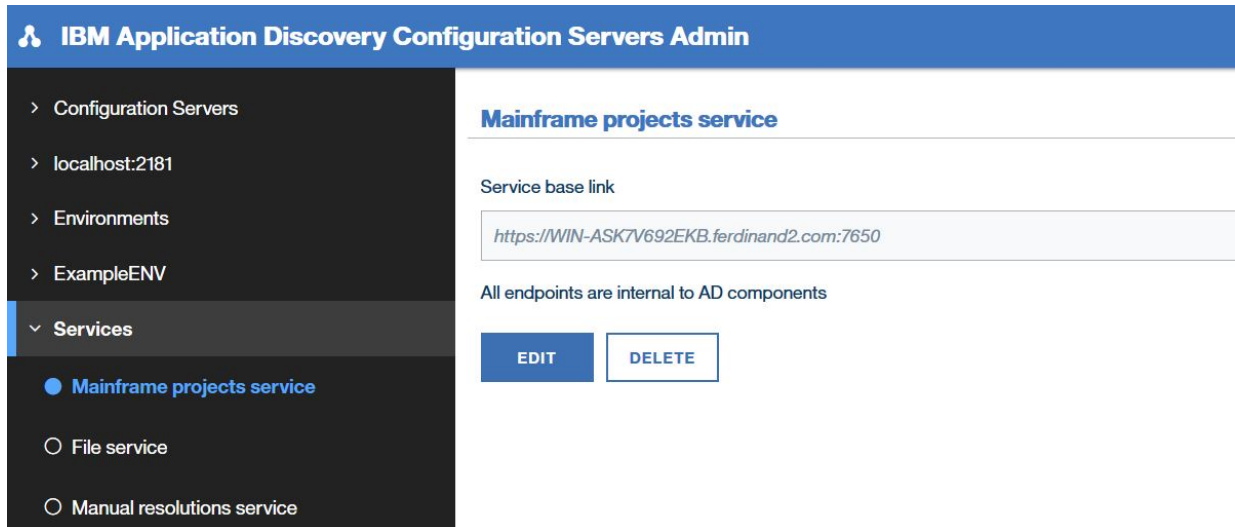 IBM Application Discovery Configuration Servers Admin
Configuration Servers
localhost:2181
Environments
ExampleENV
Services
Mainframe projects service
File service
Manual resolutions service
Mainframe projects service
Service base link
https://WIN-ASK7V692EKB.ferdinand2.com:7650
All endpoints are internal to AD components
EDIT DELETE